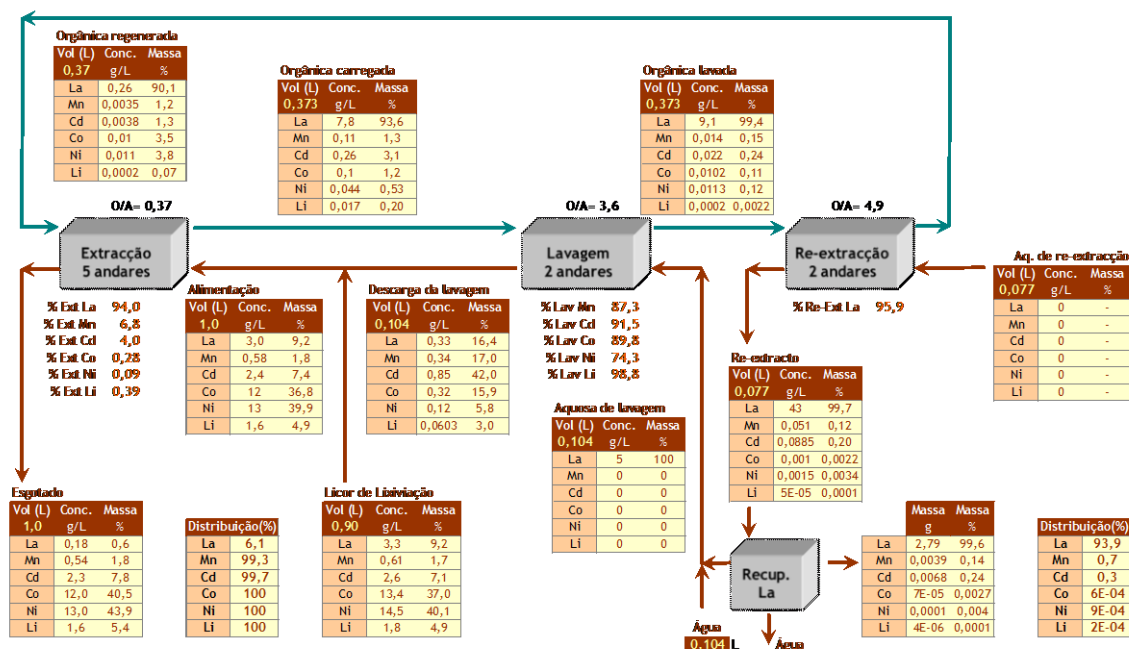 Orgânica regenerada
Vol (L) Conc. Massa
0,37 g/L %
La 0,26 90,1
Mn 0,0035 1,2
Cd 0,0038 1,3
Co 0,01 3,5
Ni 0,011 3,8
Li 0,0002 0,07
Orgânica carregada
Vol (L) Conc. Massa
0,373 g/L %
La 7,8 93,6
Mn 0,11 1,3
Cd 0,26 3,1
Co 0,1 1,2
Ni 0,044 0,53
Li 0,017 0,20
Orgânica lavada
Vol (L) Conc. Massa
0,373 g/L %
La 9,1 99,4
Mn 0,014 0,15
Cd 0,022 0,24
Co 0,0102 0,11
Ni 0,0113 0,12
Li 0,0002 0,0022
O/A= 0,37
Extracção
5 andares
O/A= 3,6
Lavagem
2 andares
O/A= 4,9
Re-extracção
2 andares
% Ext La 94,0
% Ext Mn 6,8
% Ext Cd 4,0
% Ext Co 0,28
% Ext Ni 0,09
% Ext Li 0,39
Alimentação
Vol (L) Conc. Massa
1,0 g/L %
La 3,0 9,2
Mn 0,58 1,8
Cd 2,4 7,4
Co 12 36,8
Ni 13 39,9
Li 1,6 4,9
Descarga da lavagem
Vol (L) Conc. Massa
0,104 g/L %
La 0,33 16,4
Mn 0,34 17,0
Cd 0,85 42,0
Co 0,32 15,9
Ni 0,12 5,8
Li 0,0603 3,0
% Lav Mn 87,3
% Lav Cd 91,5
% Lav Co 89,8
% Lav Ni 74,3
% Lav Li 98,8
% Re-Ext La 95,9
Aq. de re-extracção
Vol (L) Conc. Massa
0,077 g/L %
La 0 -
Mn 0 -
Cd 0 -
Co 0 -
Ni 0 -
Li 0 -
Re-extracto
Vol (L) Conc. Massa
0,077 g/L %
La 43 99,7
Mn 0,051 0,12
Cd 0,0885 0,20
Co 0,001 0,0022
Ni 0,0015 0,0034
Li 5E-05 0,0001
Aquosa de lavagem
Vol (L) Conc. Massa
0,104 g/L %
La 5 100
Mn 0 0
Cd 0 0
Co 0 0
Ni 0 0
Li 0 0
Esgotado
Vol (L) Conc. Massa
1,0 g/L %
La 0,18 0,6
Mn 0,54 1,8
Cd 2,3 7,8
Co 12,0 40,5
Ni 13,0 43,9
Li 1,6 5,4
Distribuição(%)
La 6,1
Mn 99,3
Cd 99,7
Co 100
Ni 100
Li 100
Licor de Lixiviação
Vol (L) Conc. Massa
0,90 g/L %
La 3,3 9,2
Mn 0,61 1,7
Cd 2,6 7,1
Co 13,4 37,0
Ni 14,5 40,1
Li 1,8 4,9
Recup.
La
Água
0,104 L
Água
Massa Massa
g %
La 2,79 99,6
Mn 0,0039 0,14
Cd 0,0068 0,24
Co 7E-05 0,0027
Ni 0,0001 0,004
Li 4E-06 0,0001
Distribuição(%)
La 93,9
Mn 0,7
Cd 0,3
Co 6E-04
Ni 9E-04
Li 2E-04